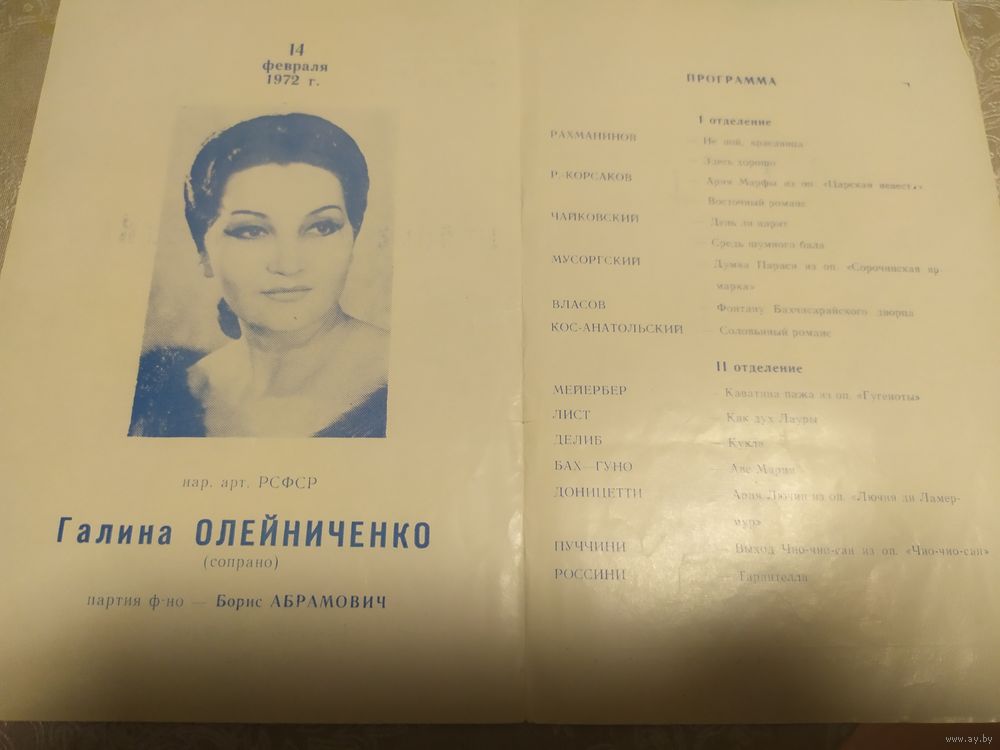 14
февраля
1972 г.
нар. арт. РСФСР
Галина ОЛЕЙНИЧЕНКО
(сопрано)
партия ф-но — Борис АБРАМОВИЧ
ПРОГРАММА
I отделение
РАХМАНИНОВ — Не пой, красавица
— Здесь хорошо
Р.-КОРСАКОВ — Ария Марфы из оп. «Царская невеста»
Восточный романс
ЧАЙКОВСКИЙ — День ли царит
— Средь шумного бала
МУСОРГСКИЙ — Думка Параси из оп. «Сорочинская яр-
марка»
ВЛАСОВ — Фонтану Бахчисарайского дворца
КОС-АНАТОЛЬСКИЙ — Соловьиный романс
II отделение
МЕЙЕРБЕР — Каватина пажа из оп. «Гугеноты»
ЛИСТ — Как дух Лауры
ДЕЛИБ — Кукла
БАХ—ГУНО — Аве Мария
ДОНИЦЕТТИ — Ария Лючии из оп. «Лючия ди Ламер-
мур»
ПУЧЧИНИ — Выход Чио-чио-сан из оп. «Чио-чио-сан»
РОССИНИ — Тарантелла
www.ay.by